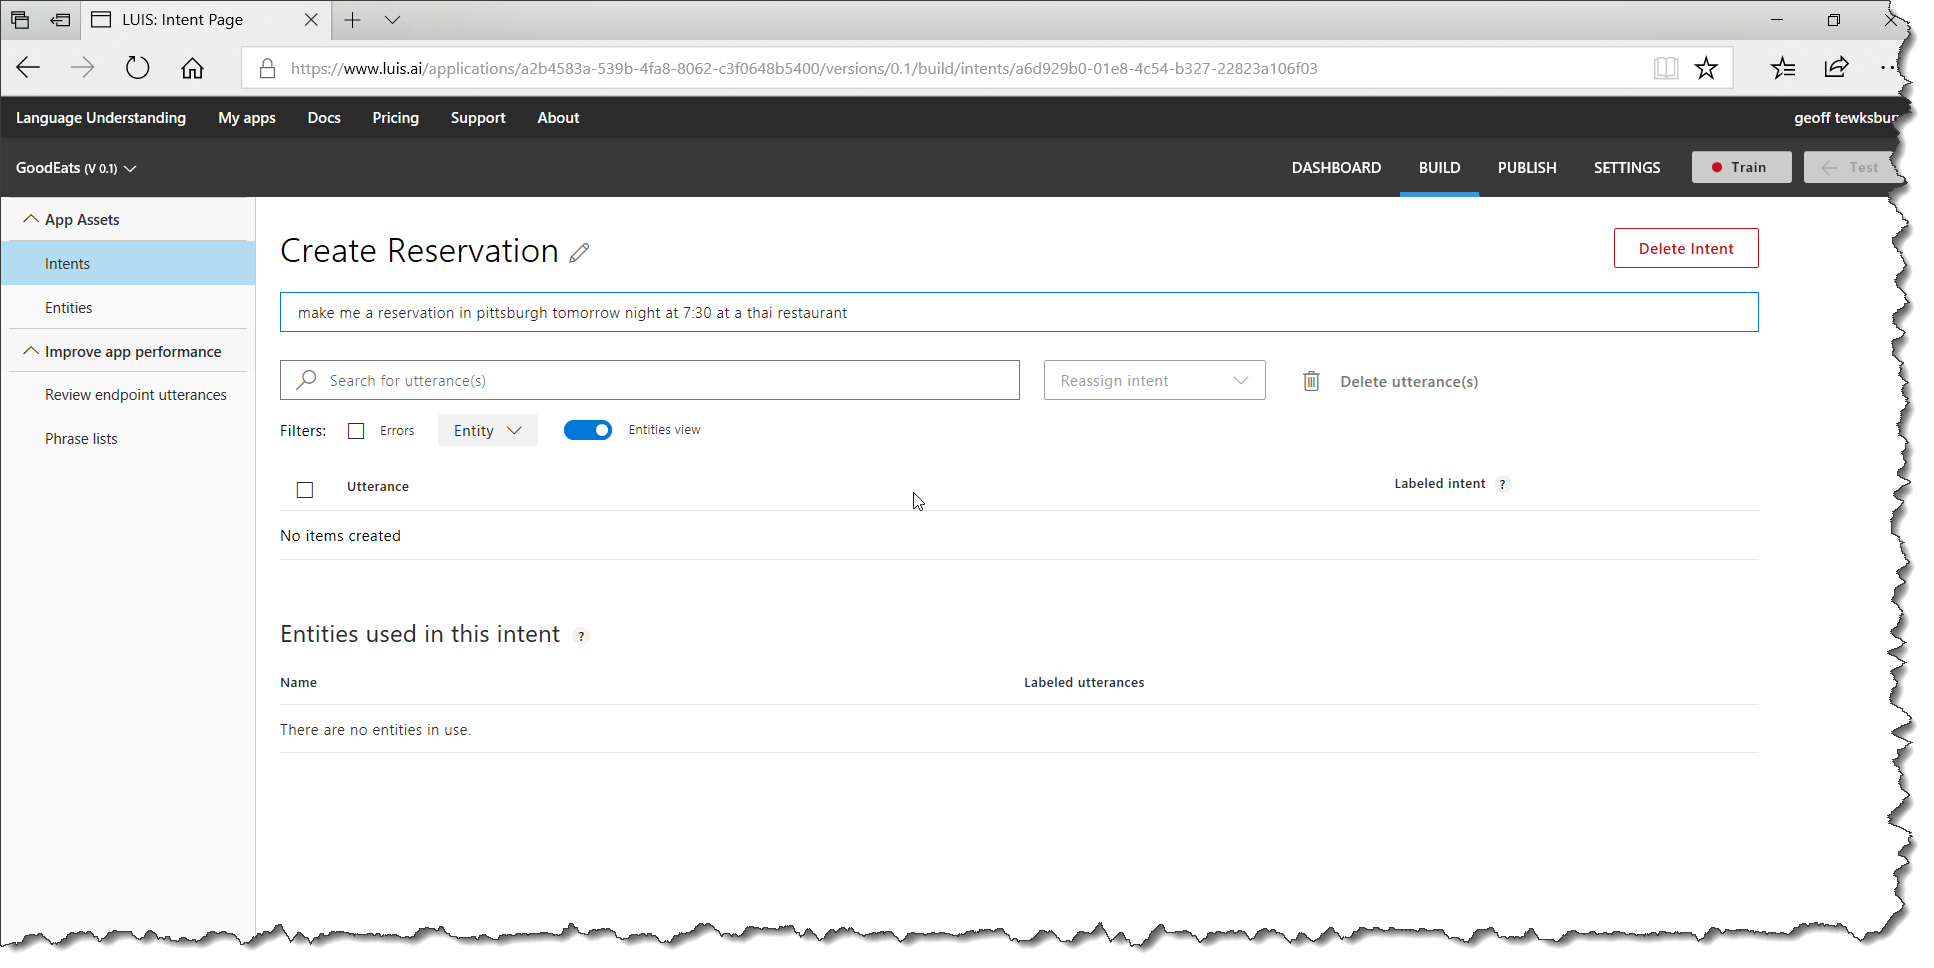 LUIS: Intent Page
https://www.luis.ai/applications/a2b4583a-539b-4fa8-8062-c3f0648b5400/versions/0.1/build/intents/a6d929b0-01e8-4c54-b327-22823a106f03
Language Understanding My apps Docs Pricing Support About geoff tewksbur
GoodEats (V 0.1) DASHBOARD BUILD PUBLISH SETTINGS Train Test
App Assets
Intents
Entities
Improve app performance
Review endpoint utterances
Phrase lists
Create Reservation Delete Intent
make me a reservation in pittsburgh tomorrow night at 7:30 at a thai restaurant
Search for utterance(s) Reassign intent Delete utterance(s)
Filters: Errors Entity Entities view
Utterance Labeled intent ?
No items created
Entities used in this intent ?
Name Labeled utterances
There are no entities in use.